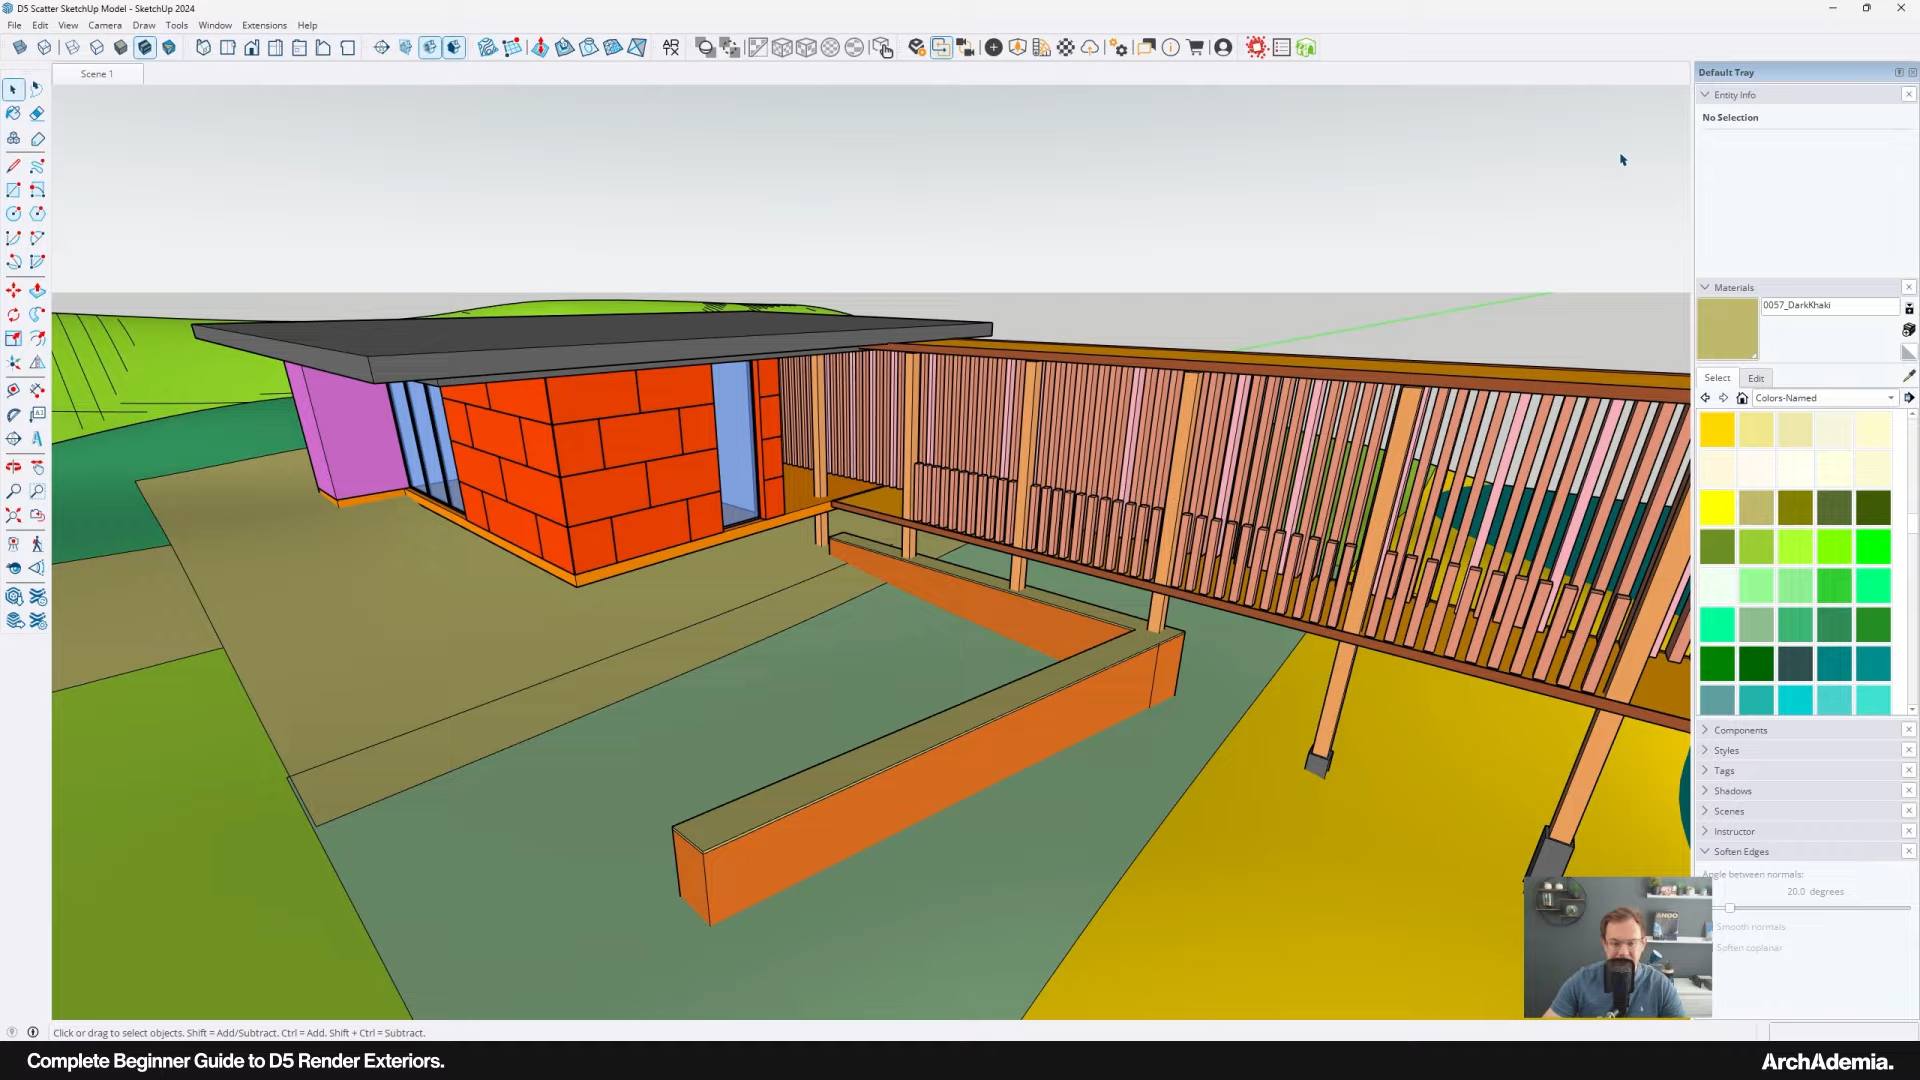 D5 Scatter SketchUp Model - SketchUp 2024
File Edit View Camera Draw Tools Window Extensions Help
Scene 1
Default Tray
Entity Info
No Selection
Materials
0057_DarkKhaki
Select Edit
Colors-Named
Components
Styles
Tags
Shadows
Scenes
Instructor
Soften Edges
Angle between normals:
20.0 degrees
Smooth normals
Soften coplanar
ANDO
Click or drag to select objects. Shift = Add/Subtract. Ctrl = Add. Shift + Ctrl = Subtract.
Complete Beginner Guide to D5 Render Exteriors.
ArchAdemia.